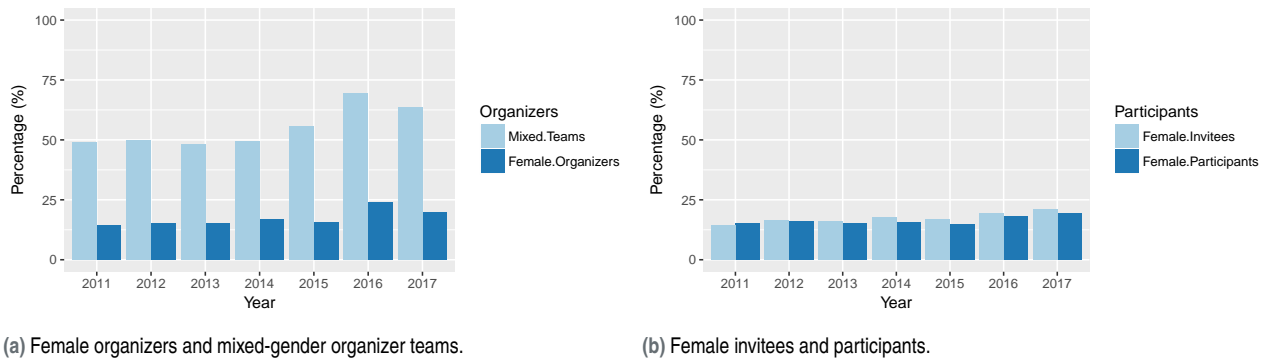 100
75
50
25
0
Percentage (%)
2011 2012 2013 2014 2015 2016 2017
Year
Organizers
Mixed.Teams
Female.Organizers
(a) Female organizers and mixed-gender organizer teams.
100
75
50
25
0
Percentage (%)
2011 2012 2013 2014 2015 2016 2017
Year
Participants
Female.Invitees
Female.Participants
(b) Female invitees and participants.